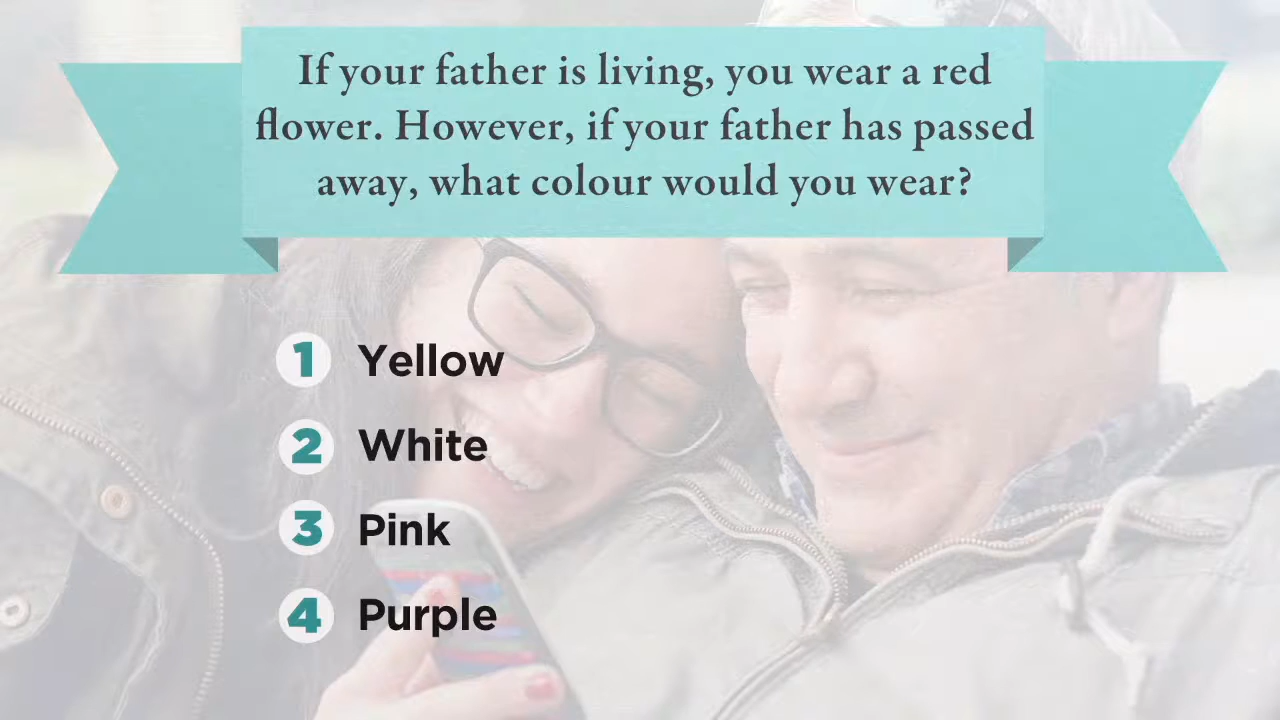 If your father is living, you wear a red
flower. However, if your father has passed
away, what colour would you wear?
1 Yellow
2 White
3 Pink
4 Purple